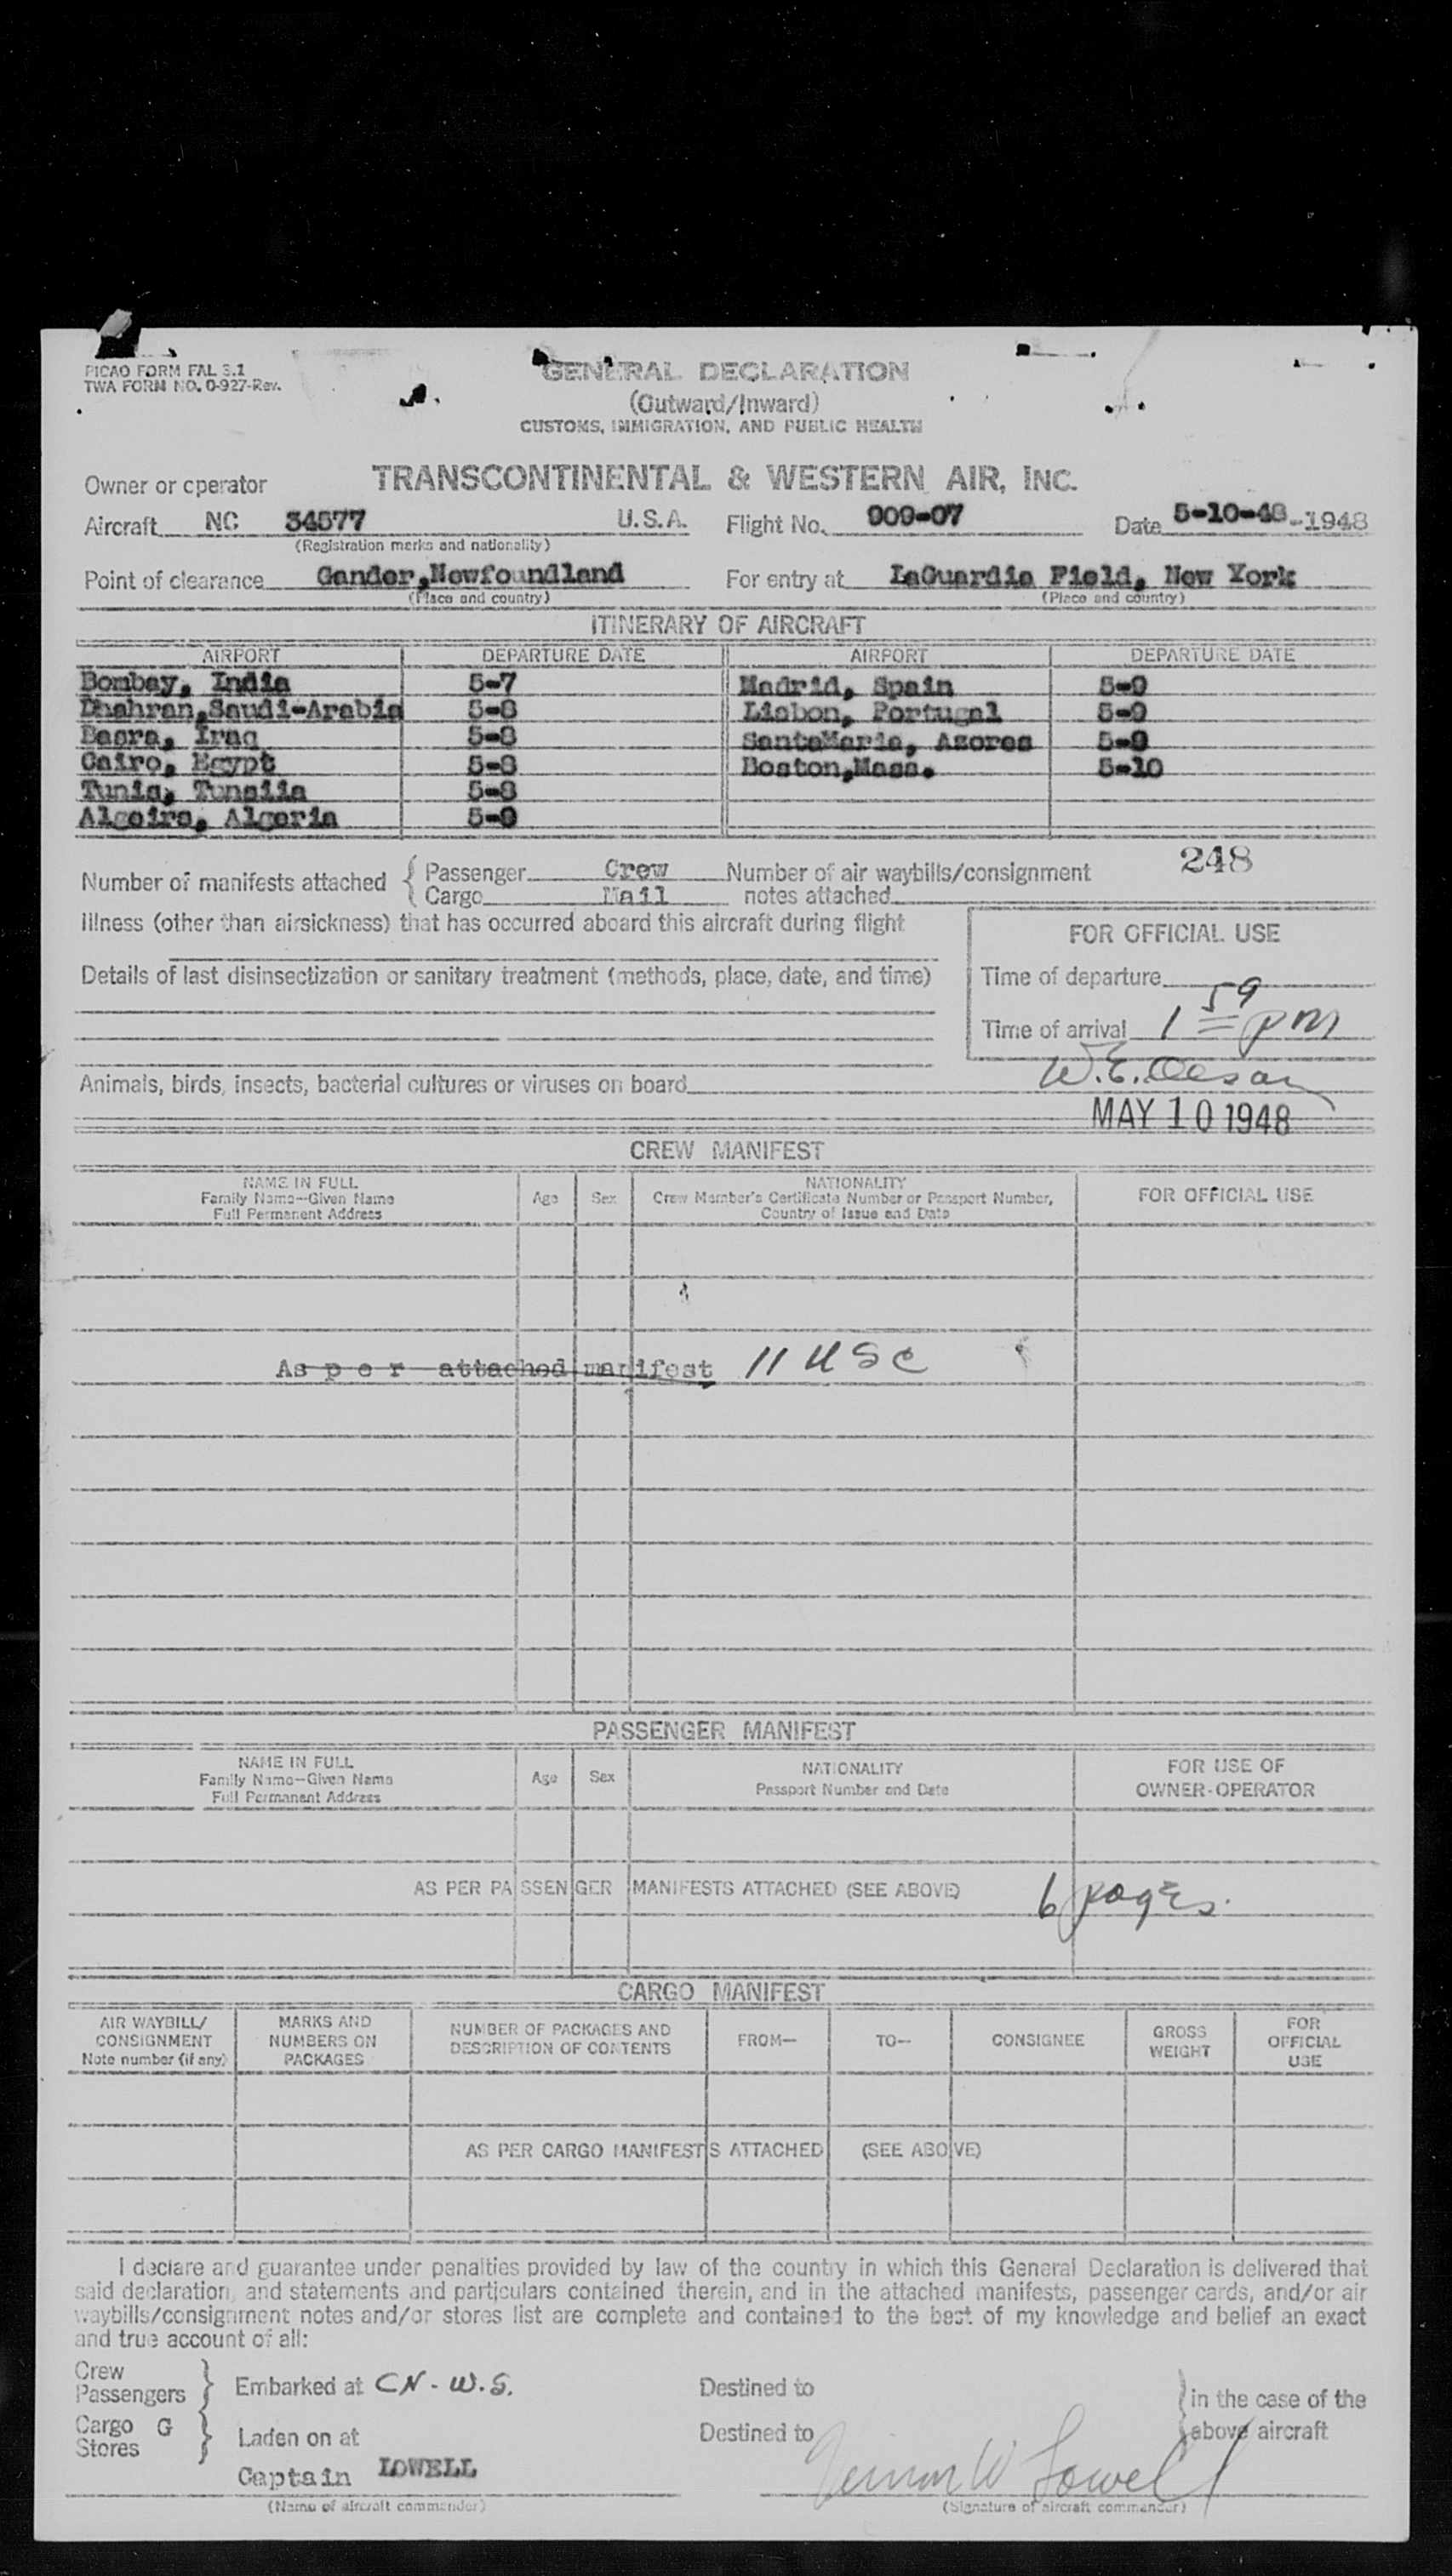 PICAO FORM FAL 3.1
TWA FORM NO. 0-927-Rev.
GENERAL DECLARATION
(Outward/Inward)
CUSTOMS, IMMIGRATION, AND PUBLIC HEALTH
Owner or operator TRANSCONTINENTAL & WESTERN AIR, INC.
Aircraft NC 34577 U.S.A. Flight No. 909-07 Date 5-10-48-1948
(Registration marks and nationality)
Point of clearance Gander,Newfoundland For entry at LaGuardia Field, New York
(Place and country) (Place and country)
ITINERARY OF AIRCRAFT
AIRPORT DEPARTURE DATE AIRPORT DEPARTURE DATE
Bombay, India 5-7 Madrid, Spain 5-9
Dhahran,Saudi-Arabia 5-8 Lisbon, Portugal 5-9
Basra, Iraq 5-8 SantaMaria, Azores 5-9
Cairo, Egypt 5-8 Boston,Mass. 5-10
Tunis, Tunsiia 5-8
Algeirs, Algeria 5-9
248
Number of manifests attached { Passenger Crew Number of air waybills/consignment
Cargo Mail notes attached
Illness (other than airsickness) that has occurred aboard this aircraft during flight
FOR OFFICIAL USE
Details of last disinsectization or sanitary treatment (methods, place, date, and time)
Time of departure
Time of arrival 1 59 pm
Animals, birds, insects, bacterial cultures or viruses on board
W.E.
MAY 10 1948
CREW MANIFEST
NAME IN FULL
Family Name—Given Name
Full Permanent Address
Age
Sex
NATIONALITY
Crew Member's Certificate Number or Passport Number,
Country of Issue and Date
FOR OFFICIAL USE
As p e r attached manifest 11 USC
PASSENGER MANIFEST
NAME IN FULL
Family Name—Given Name
Full Permanent Address
Age
Sex
NATIONALITY
Passport Number and Date
FOR USE OF
OWNER-OPERATOR
AS PER PASSENGER MANIFESTS ATTACHED (SEE ABOVE) 6 pages.
CARGO MANIFEST
AIR WAYBILL/
CONSIGNMENT
Note number (if any)
MARKS AND
NUMBERS ON
PACKAGES
NUMBER OF PACKAGES AND
DESCRIPTION OF CONTENTS
FROM—
TO—
CONSIGNEE
GROSS
WEIGHT
FOR
OFFICIAL
USE
AS PER CARGO MANIFESTS ATTACHED (SEE ABOVE)
I declare and guarantee under penalties provided by law of the country in which this General Declaration is delivered that
said declaration, and statements and particulars contained therein, and in the attached manifests, passenger cards, and/or air
waybills/consignment notes and/or stores list are complete and contained to the best of my knowledge and belief an exact
and true account of all:
Crew
Passengers } Embarked at CN - W.S. Destined to } in the case of the
Cargo G
Stores } Laden on at Destined to } above aircraft
Captain LOWELL W Lowell
(Name of aircraft commander) (Signature of aircraft commander)